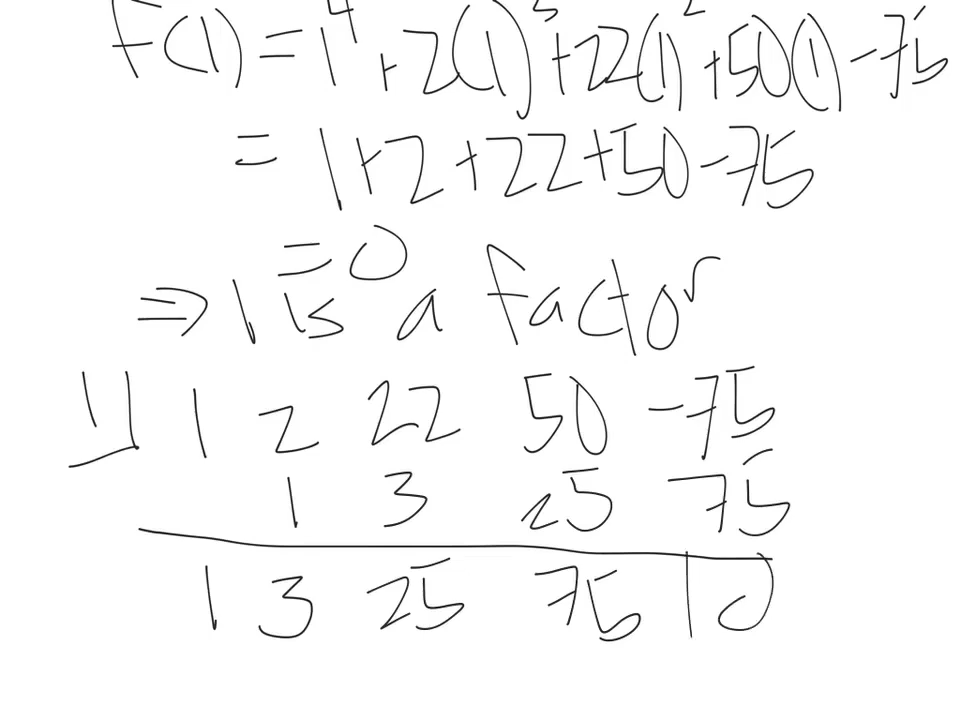 f(1) = 1⁴ + 2(1)³ + 22(1)² + 50(1) - 75
= 1 + 2 + 22 + 50 - 75
= 0
⇒ 1 is a factor
1| 1 2 22 50 -75
1 3 25 75
1 3 25 75 | 0